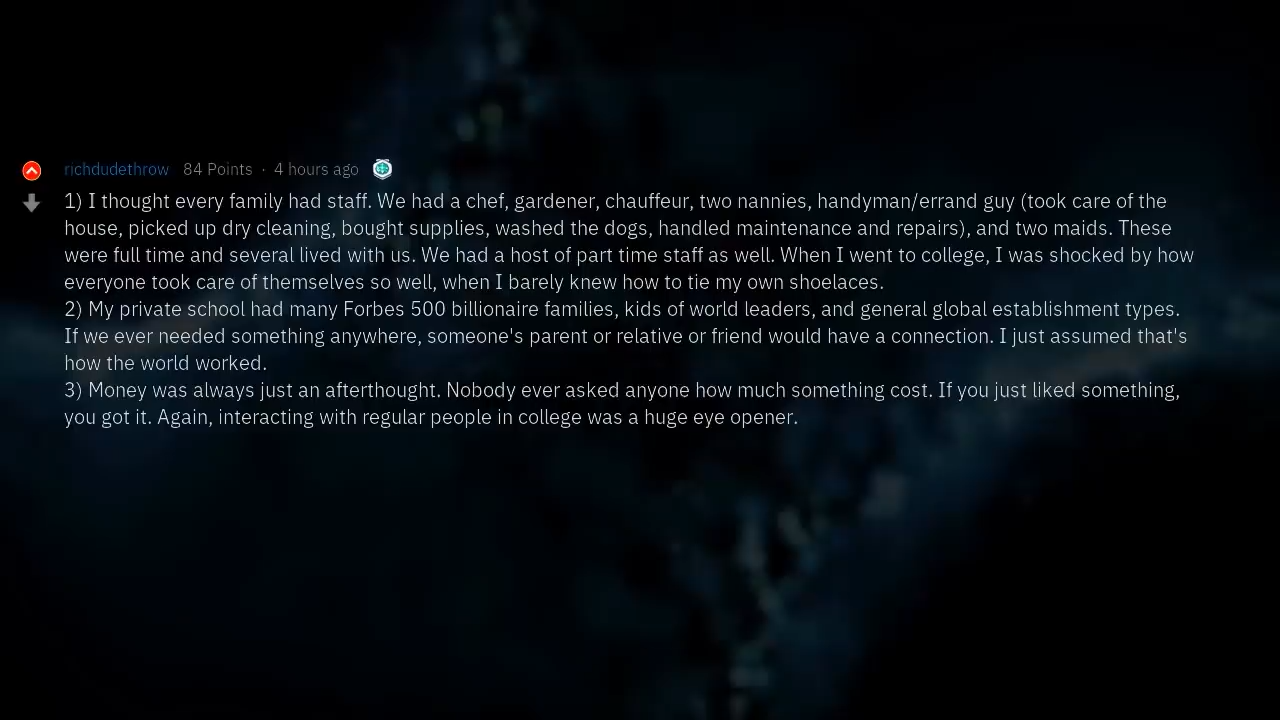 richdudethrow 84 Points · 4 hours ago
1) I thought every family had staff. We had a chef, gardener, chauffeur, two nannies, handyman/errand guy (took care of the
house, picked up dry cleaning, bought supplies, washed the dogs, handled maintenance and repairs), and two maids. These
were full time and several lived with us. We had a host of part time staff as well. When I went to college, I was shocked by how
everyone took care of themselves so well, when I barely knew how to tie my own shoelaces.
2) My private school had many Forbes 500 billionaire families, kids of world leaders, and general global establishment types.
If we ever needed something anywhere, someone's parent or relative or friend would have a connection. I just assumed that's
how the world worked.
3) Money was always just an afterthought. Nobody ever asked anyone how much something cost. If you just liked something,
you got it. Again, interacting with regular people in college was a huge eye opener.